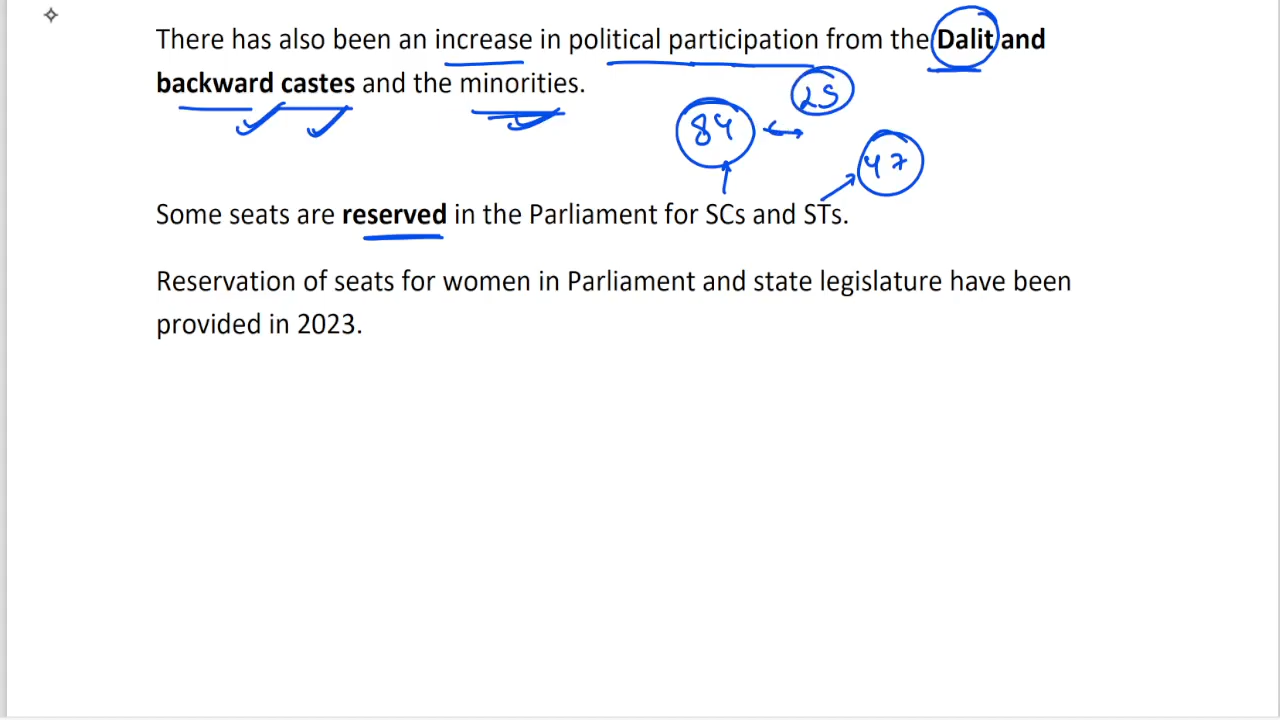 There has also been an increase in political participation from the Dalit and
backward castes and the minorities.
25
84
47
Some seats are reserved in the Parliament for SCs and STs.
Reservation of seats for women in Parliament and state legislature have been
provided in 2023.